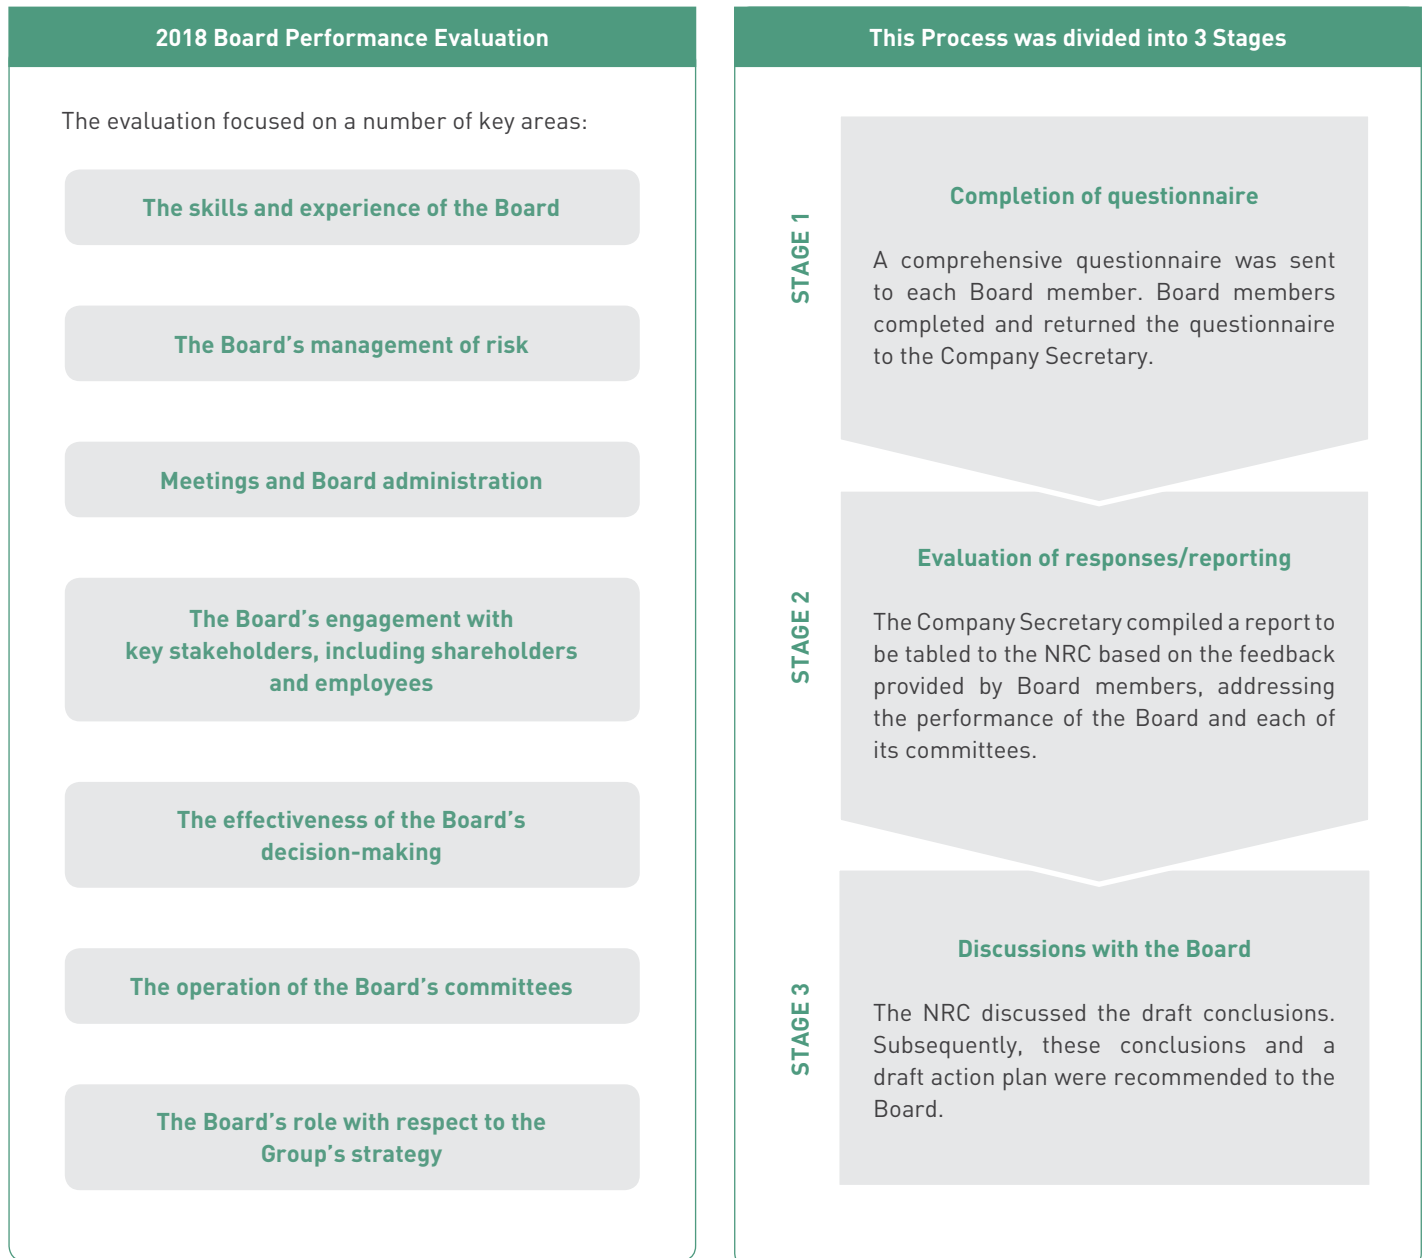 2018 Board Performance Evaluation
The evaluation focused on a number of key areas:
The skills and experience of the Board
The Board’s management of risk
Meetings and Board administration
The Board’s engagement with
key stakeholders, including shareholders
and employees
The effectiveness of the Board’s
decision-making
The operation of the Board’s committees
The Board’s role with respect to the
Group’s strategy
This Process was divided into 3 Stages
STAGE 1
Completion of questionnaire
A comprehensive questionnaire was sent
to each Board member. Board members
completed and returned the questionnaire
to the Company Secretary.
STAGE 2
Evaluation of responses/reporting
The Company Secretary compiled a report to
be tabled to the NRC based on the feedback
provided by Board members, addressing
the performance of the Board and each of
its committees.
STAGE 3
Discussions with the Board
The NRC discussed the draft conclusions.
Subsequently, these conclusions and a
draft action plan were recommended to the
Board.